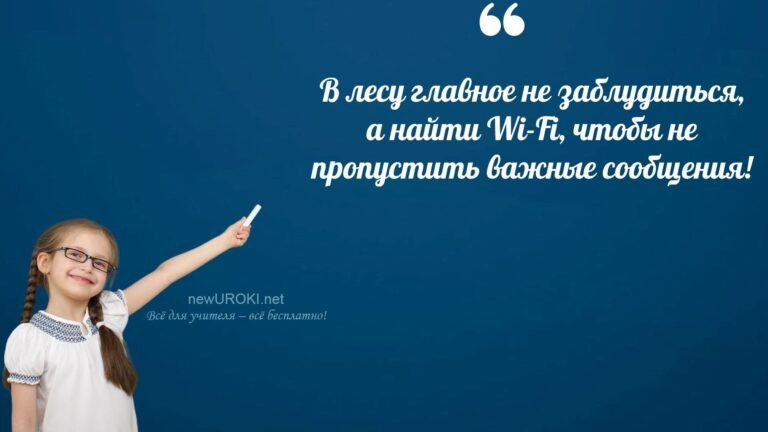 В лесу главное не заблудиться,
а найти Wi-Fi, чтобы не
пропустить важные сообщения!
newUROKI.net
Всё для учителя – всё бесплатно!